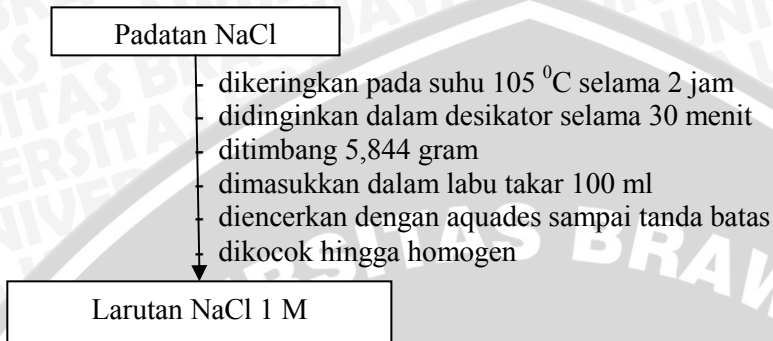 Padatan NaCl
- dikeringkan pada suhu 105 ⁰C selama 2 jam
- didinginkan dalam desikator selama 30 menit
- ditimbang 5,844 gram
- dimasukkan dalam labu takar 100 ml
- diencerkan dengan aquades sampai tanda batas
- dikocok hingga homogen
Larutan NaCl 1 M